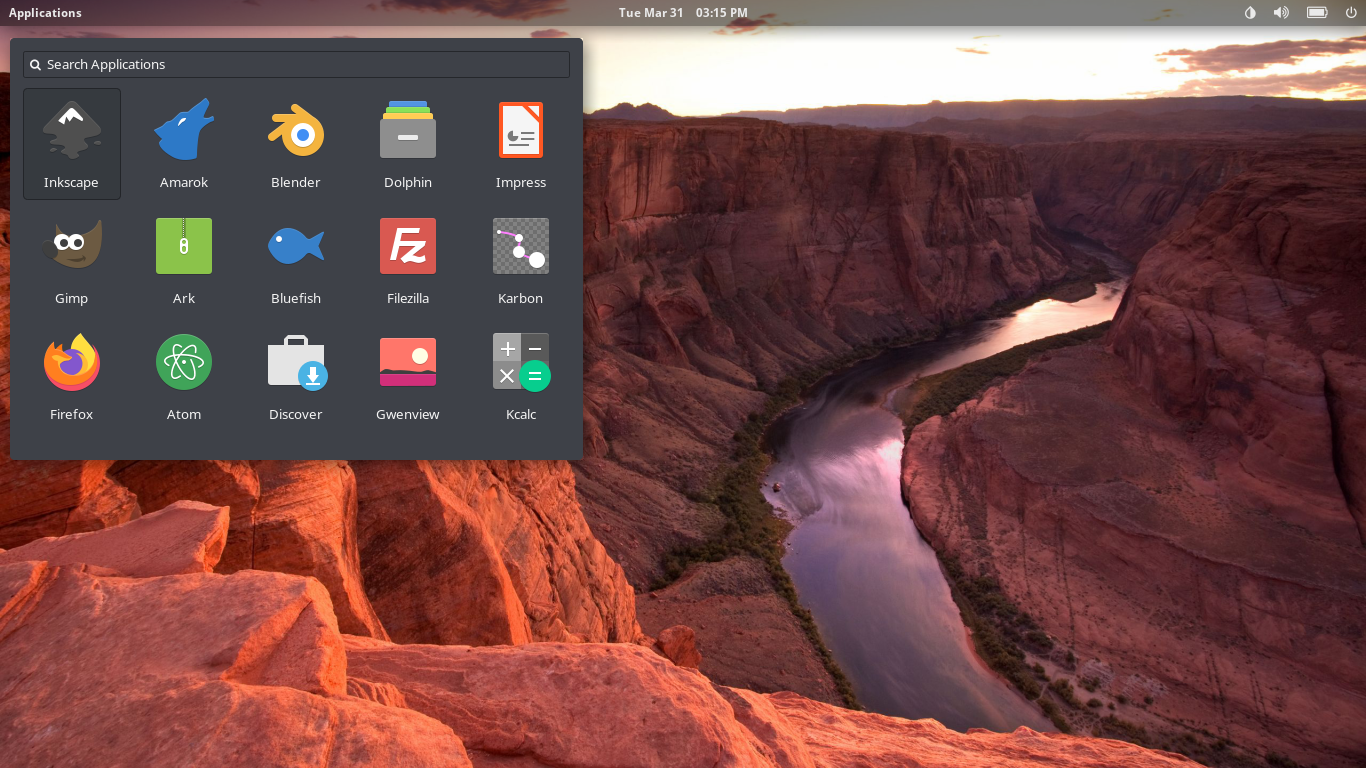 Applications
Tue Mar 31 03:15 PM
Search Applications
Inkscape Amarok Blender Dolphin Impress
Gimp Ark Bluefish Filezilla Karbon
Firefox Atom Discover Gwenview Kcalc